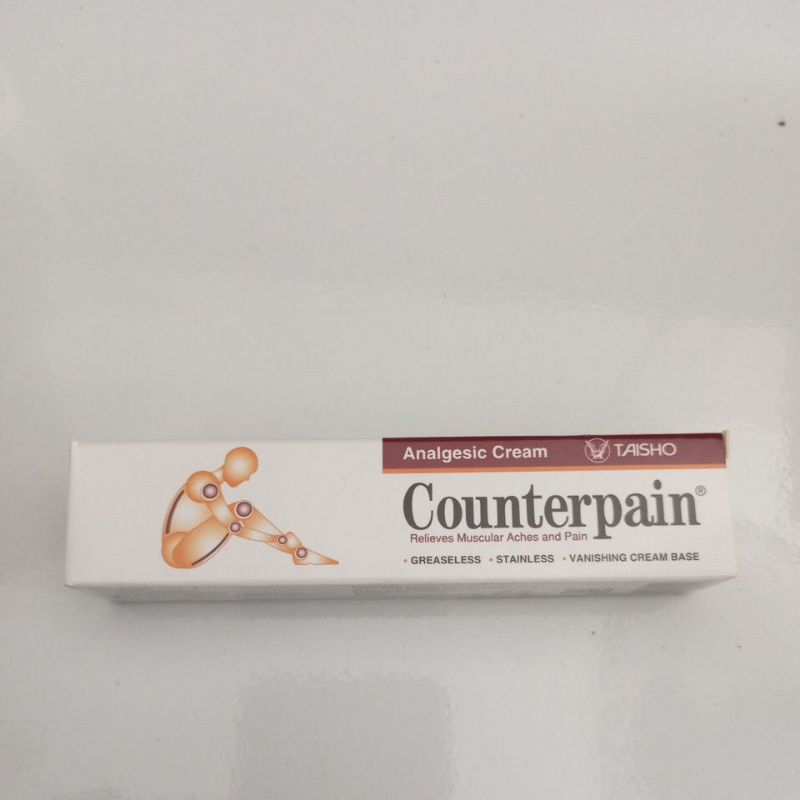 Analgesic Cream TAISHO
Counterpain®
Relieves Muscular Aches and Pain
• GREASELESS • STAINLESS • VANISHING CREAM BASE